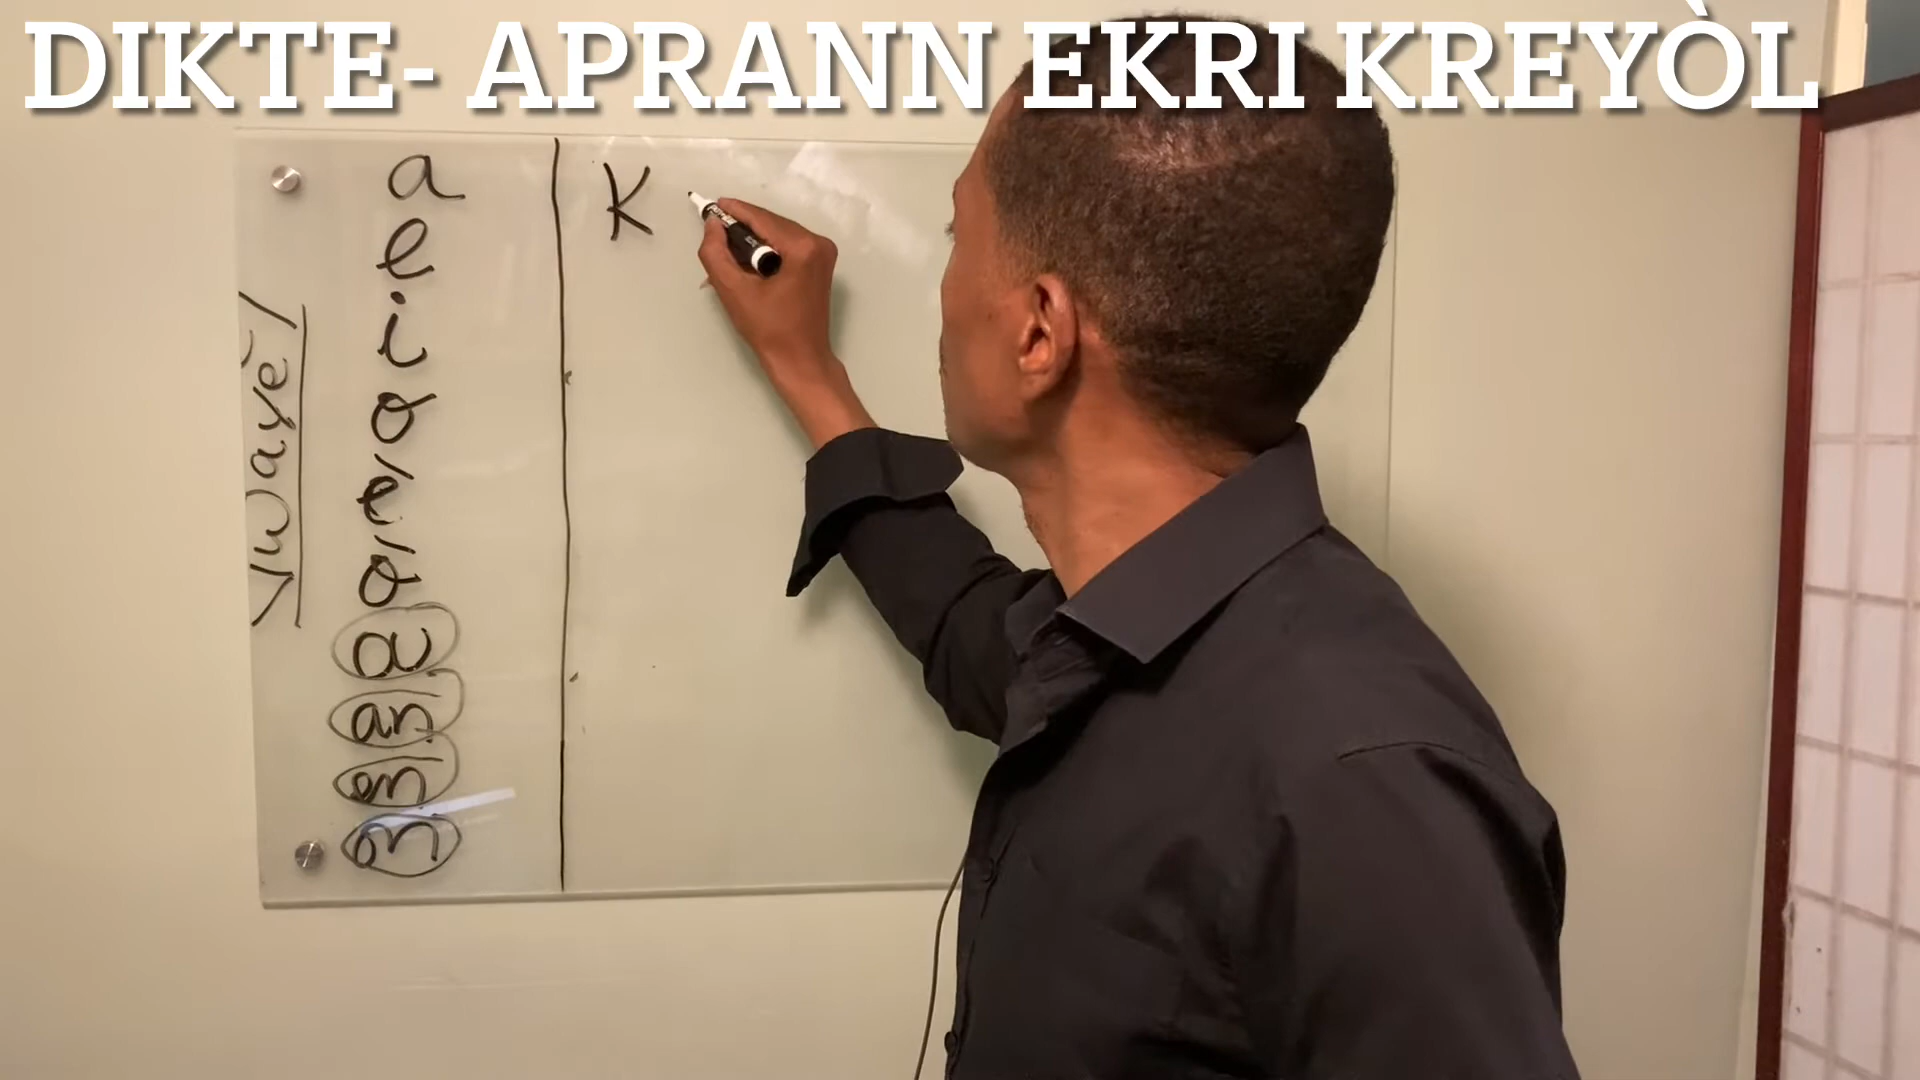 DIKTE- APRANN EKRI KREYÒL
Vwayèl
a
e
i
o
è
ò
ou
an
en
on
K